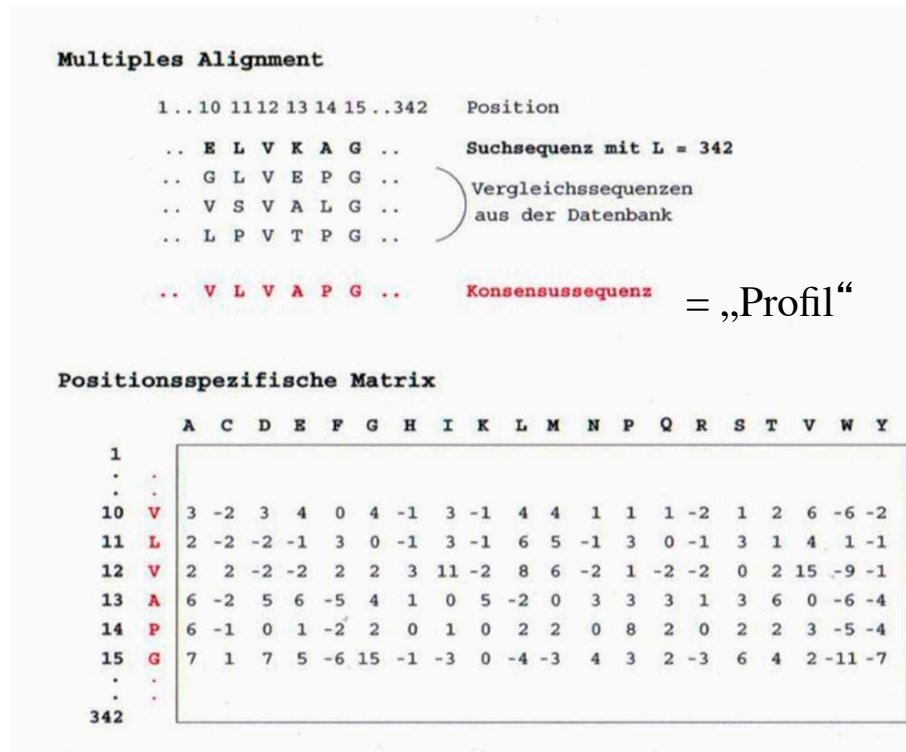 Multiples Alignment
1..10 11 12 13 14 15..342 Position
.. E L V K A G .. Suchsequenz mit L = 342
.. G L V E P G ..
.. V S V A L G .. Vergleichssequenzen
.. L P V T P G .. aus der Datenbank
.. V L V A P G .. Konsensussequenz = „Profil“
Positionsspezifische Matrix
A C D E F G H I K L M N P Q R S T V W Y
1
. .
. .
10 V 3 -2 3 4 0 4 -1 3 -1 4 4 1 1 1 -2 1 2 6 -6 -2
11 L 2 -2 -2 -1 3 0 -1 3 -1 6 5 -1 3 0 -1 3 1 4 1 -1
12 V 2 2 -2 -2 2 2 3 11 -2 8 6 -2 1 -2 -2 0 2 15 -9 -1
13 A 6 -2 5 6 -5 4 1 0 5 -2 0 3 3 3 1 3 6 0 -6 -4
14 P 6 -1 0 1 -2 2 0 1 0 2 2 0 8 2 0 2 2 3 -5 -4
15 G 7 1 7 5 -6 15 -1 -3 0 -4 -3 4 3 2 -3 6 4 2 -11 -7
. .
. .
342